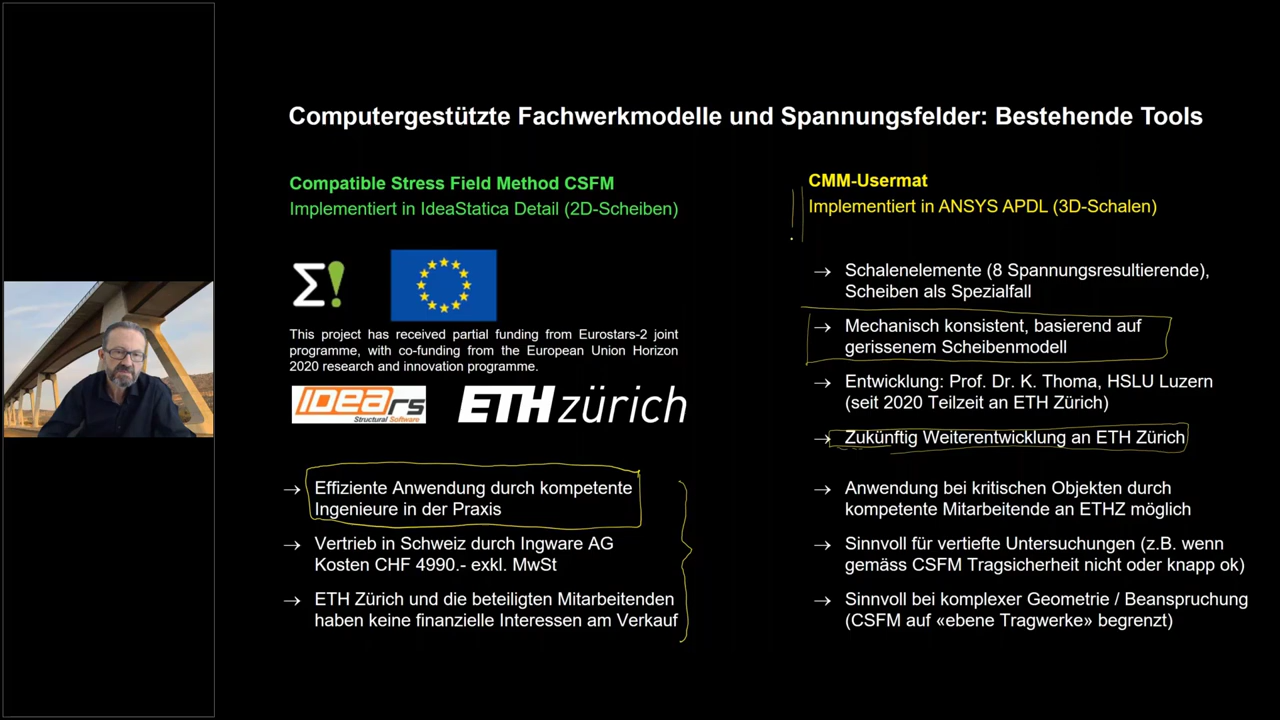 Computergestützte Fachwerkmodelle und Spannungsfelder: Bestehende Tools
Compatible Stress Field Method CSFM
Implementiert in IdeaStatica Detail (2D-Scheiben)
Σ!
This project has received partial funding from Eurostars-2 joint
programme, with co-funding from the European Union Horizon
2020 research and innovation programme.
IDEA RS
Structural Software
ETH zürich
→ Effiziente Anwendung durch kompetente
Ingenieure in der Praxis
→ Vertrieb in Schweiz durch Ingware AG
Kosten CHF 4990.- exkl. MwSt
→ ETH Zürich und die beteiligten Mitarbeitenden
haben keine finanzielle Interessen am Verkauf
CMM-Usermat
Implementiert in ANSYS APDL (3D-Schalen)
→ Schalenelemente (8 Spannungsresultierende),
Scheiben als Spezialfall
→ Mechanisch konsistent, basierend auf
gerissenem Scheibenmodell
→ Entwicklung: Prof. Dr. K. Thoma, HSLU Luzern
(seit 2020 Teilzeit an ETH Zürich)
→ Zukünftig Weiterentwicklung an ETH Zürich
→ Anwendung bei kritischen Objekten durch
kompetente Mitarbeitende an ETHZ möglich
→ Sinnvoll für vertiefte Untersuchungen (z.B. wenn
gemäss CSFM Tragsicherheit nicht oder knapp ok)
→ Sinnvoll bei komplexer Geometrie / Beanspruchung
(CSFM auf «ebene Tragwerke» begrenzt)